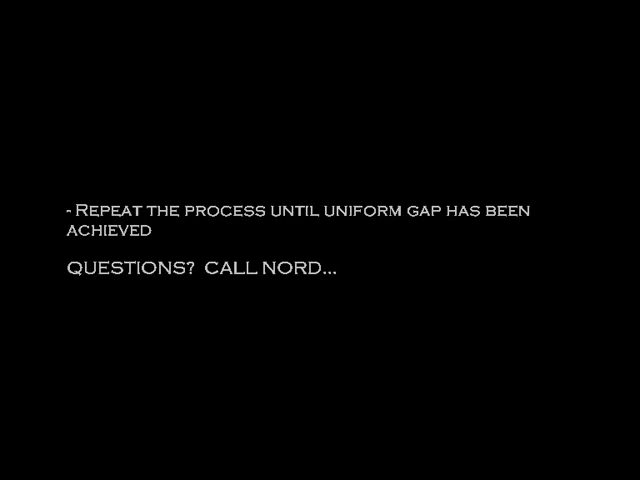 - Repeat the process until uniform gap has been
achieved
QUESTIONS?  CALL NORD...